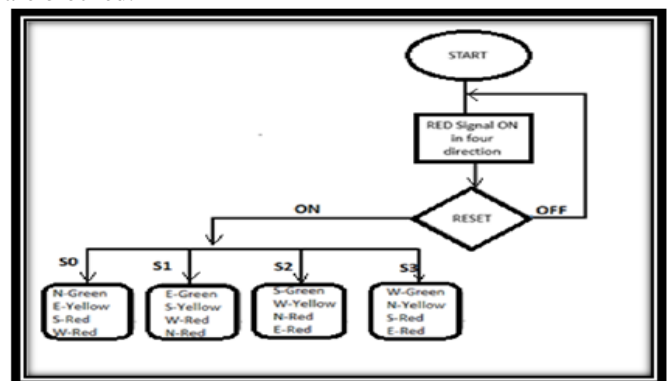 START
RED Signal ON
in four
direction
RESET
OFF
ON
S0
S1
S2
S3
N-Green
E-Yellow
S-Red
W-Red
E-Green
S-Yellow
W-Red
N-Red
S-Green
W-Yellow
N-Red
E-Red
W-Green
N-Yellow
S-Red
E-Red